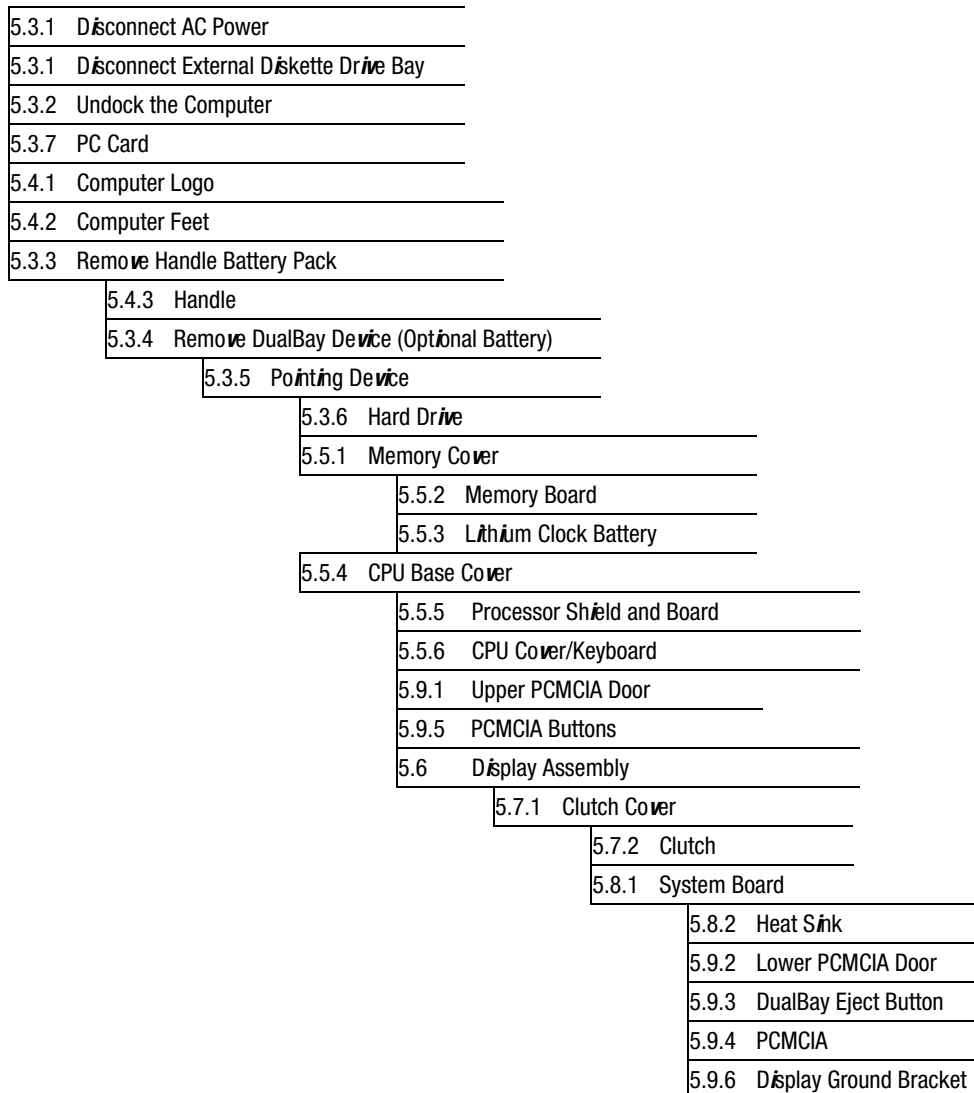 5.3.1 Disconnect AC Power
5.3.1 Disconnect External Diskette Drive Bay
5.3.2 Undock the Computer
5.3.7 PC Card
5.4.1 Computer Logo
5.4.2 Computer Feet
5.3.3 Remove Handle Battery Pack
5.4.3 Handle
5.3.4 Remove DualBay Device (Optional Battery)
5.3.5 Pointing Device
5.3.6 Hard Drive
5.5.1 Memory Cover
5.5.2 Memory Board
5.5.3 Lithium Clock Battery
5.5.4 CPU Base Cover
5.5.5 Processor Shield and Board
5.5.6 CPU Cover/Keyboard
5.9.1 Upper PCMCIA Door
5.9.5 PCMCIA Buttons
5.6 Display Assembly
5.7.1 Clutch Cover
5.7.2 Clutch
5.8.1 System Board
5.8.2 Heat Sink
5.9.2 Lower PCMCIA Door
5.9.3 DualBay Eject Button
5.9.4 PCMCIA
5.9.6 Display Ground Bracket